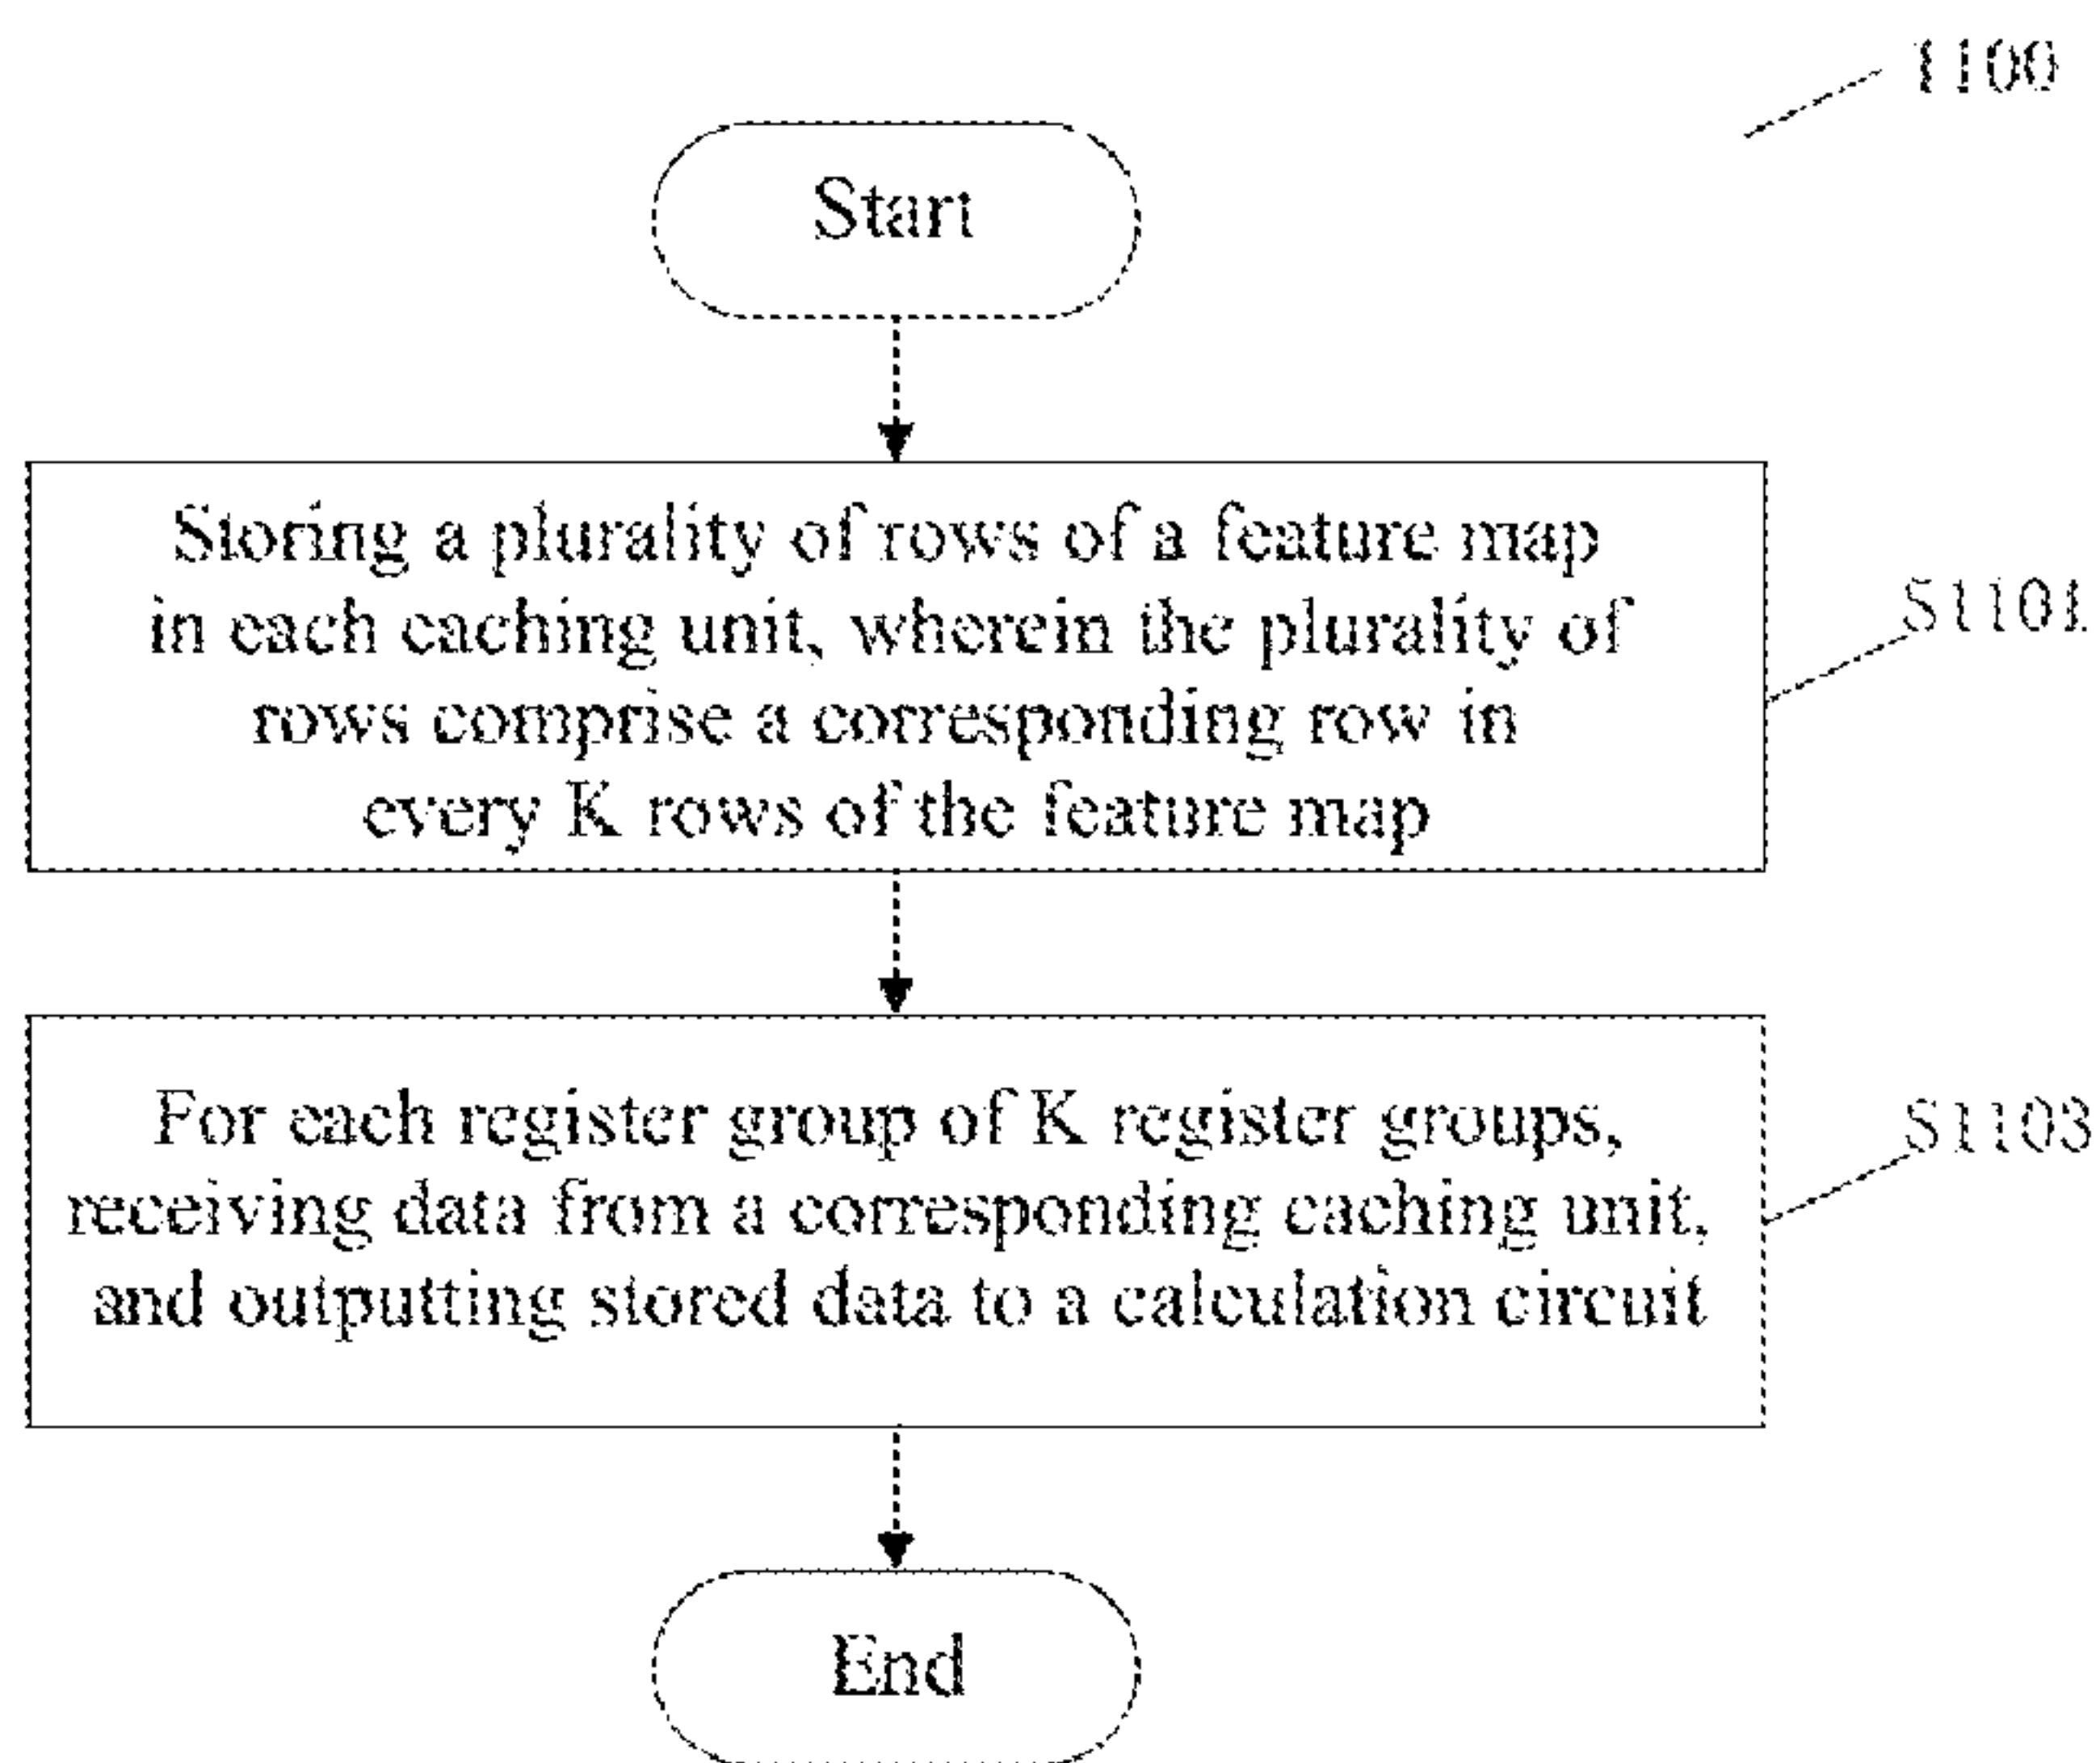 1100
Start
Storing a plurality of rows of a feature map
in each caching unit, wherein the plurality of
rows comprise a corresponding row in
every K rows of the feature map
S1101
For each register group of K register groups,
receiving data from a corresponding caching unit,
and outputting stored data to a calculation circuit
S1103
End